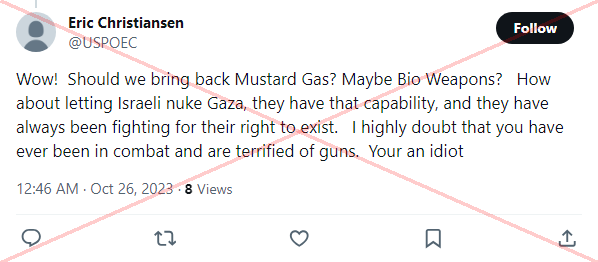 Eric Christiansen
@USPOEC
Follow
Wow!  Should we bring back Mustard Gas? Maybe Bio Weapons?   How
about letting Israeli nuke Gaza, they have that capability, and they have
always been fighting for their right to exist.   I highly doubt that you have
ever been in combat and are terrified of guns.  Your an idiot
12:46 AM · Oct 26, 2023 · 8 Views